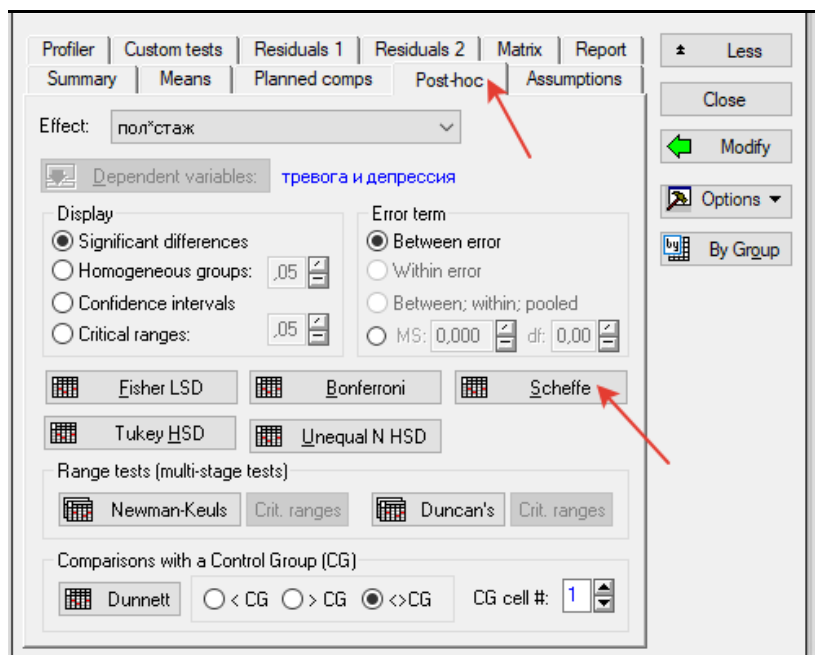 Profiler Custom tests Residuals 1 Residuals 2 Matrix Report
Less
Summary Means Planned comps Post-hoc Assumptions
Close
Effect: пол*стаж
Modify
Dependent variables: тревога и депрессия
Options
Display
Error term
Significant differences
Between error
By Group
Homogeneous groups: ,05
Within error
Confidence intervals
Between; within; pooled
Critical ranges: ,05
MS: 0,000 df: 0,00
Fisher LSD Bonferroni Scheffe
Tukey HSD Unequal N HSD
Range tests (multi-stage tests)
Newman-Keuls Crit. ranges Duncan's Crit. ranges
Comparisons with a Control Group (CG)
Dunnett < CG > CG <>CG CG cell #: 1